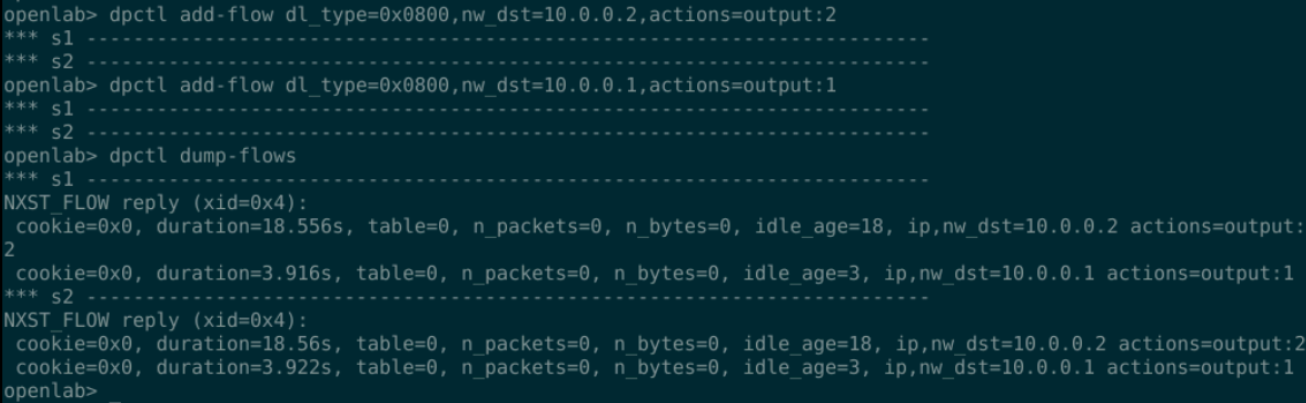 openlab> dpctl add-flow dl_type=0x0800,nw_dst=10.0.0.2,actions=output:2
*** s1 ------------------------------------------------------------------------
*** s2 ------------------------------------------------------------------------
openlab> dpctl add-flow dl_type=0x0800,nw_dst=10.0.0.1,actions=output:1
*** s1 ------------------------------------------------------------------------
*** s2 ------------------------------------------------------------------------
openlab> dpctl dump-flows
*** s1 ------------------------------------------------------------------------
NXST_FLOW reply (xid=0x4):
 cookie=0x0, duration=18.556s, table=0, n_packets=0, n_bytes=0, idle_age=18, ip,nw_dst=10.0.0.2 actions=output:
2
 cookie=0x0, duration=3.916s, table=0, n_packets=0, n_bytes=0, idle_age=3, ip,nw_dst=10.0.0.1 actions=output:1
*** s2 ------------------------------------------------------------------------
NXST_FLOW reply (xid=0x4):
 cookie=0x0, duration=18.56s, table=0, n_packets=0, n_bytes=0, idle_age=18, ip,nw_dst=10.0.0.2 actions=output:2
 cookie=0x0, duration=3.922s, table=0, n_packets=0, n_bytes=0, idle_age=3, ip,nw_dst=10.0.0.1 actions=output:1
openlab> _